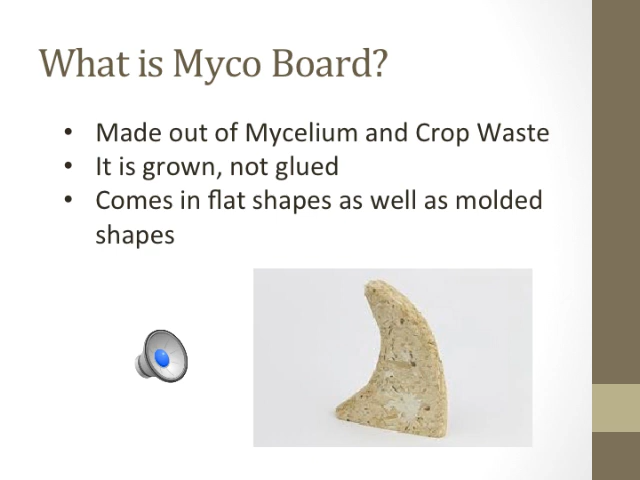 What is Myco Board?
• Made out of Mycelium and Crop Waste
• It is grown, not glued
• Comes in flat shapes as well as molded
shapes